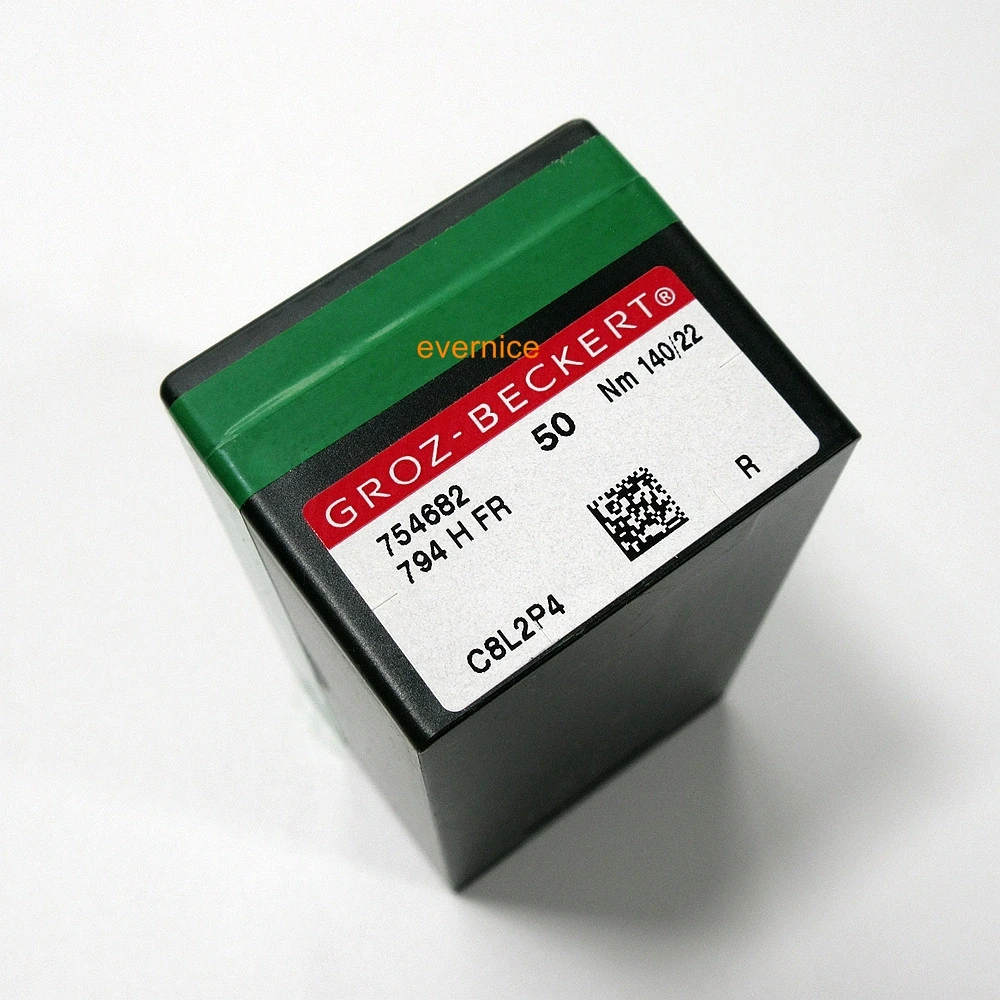 evernice
GROZ-BECKERT®
50 Nm 140/22
754682
794 H FR
R
C8L2P4